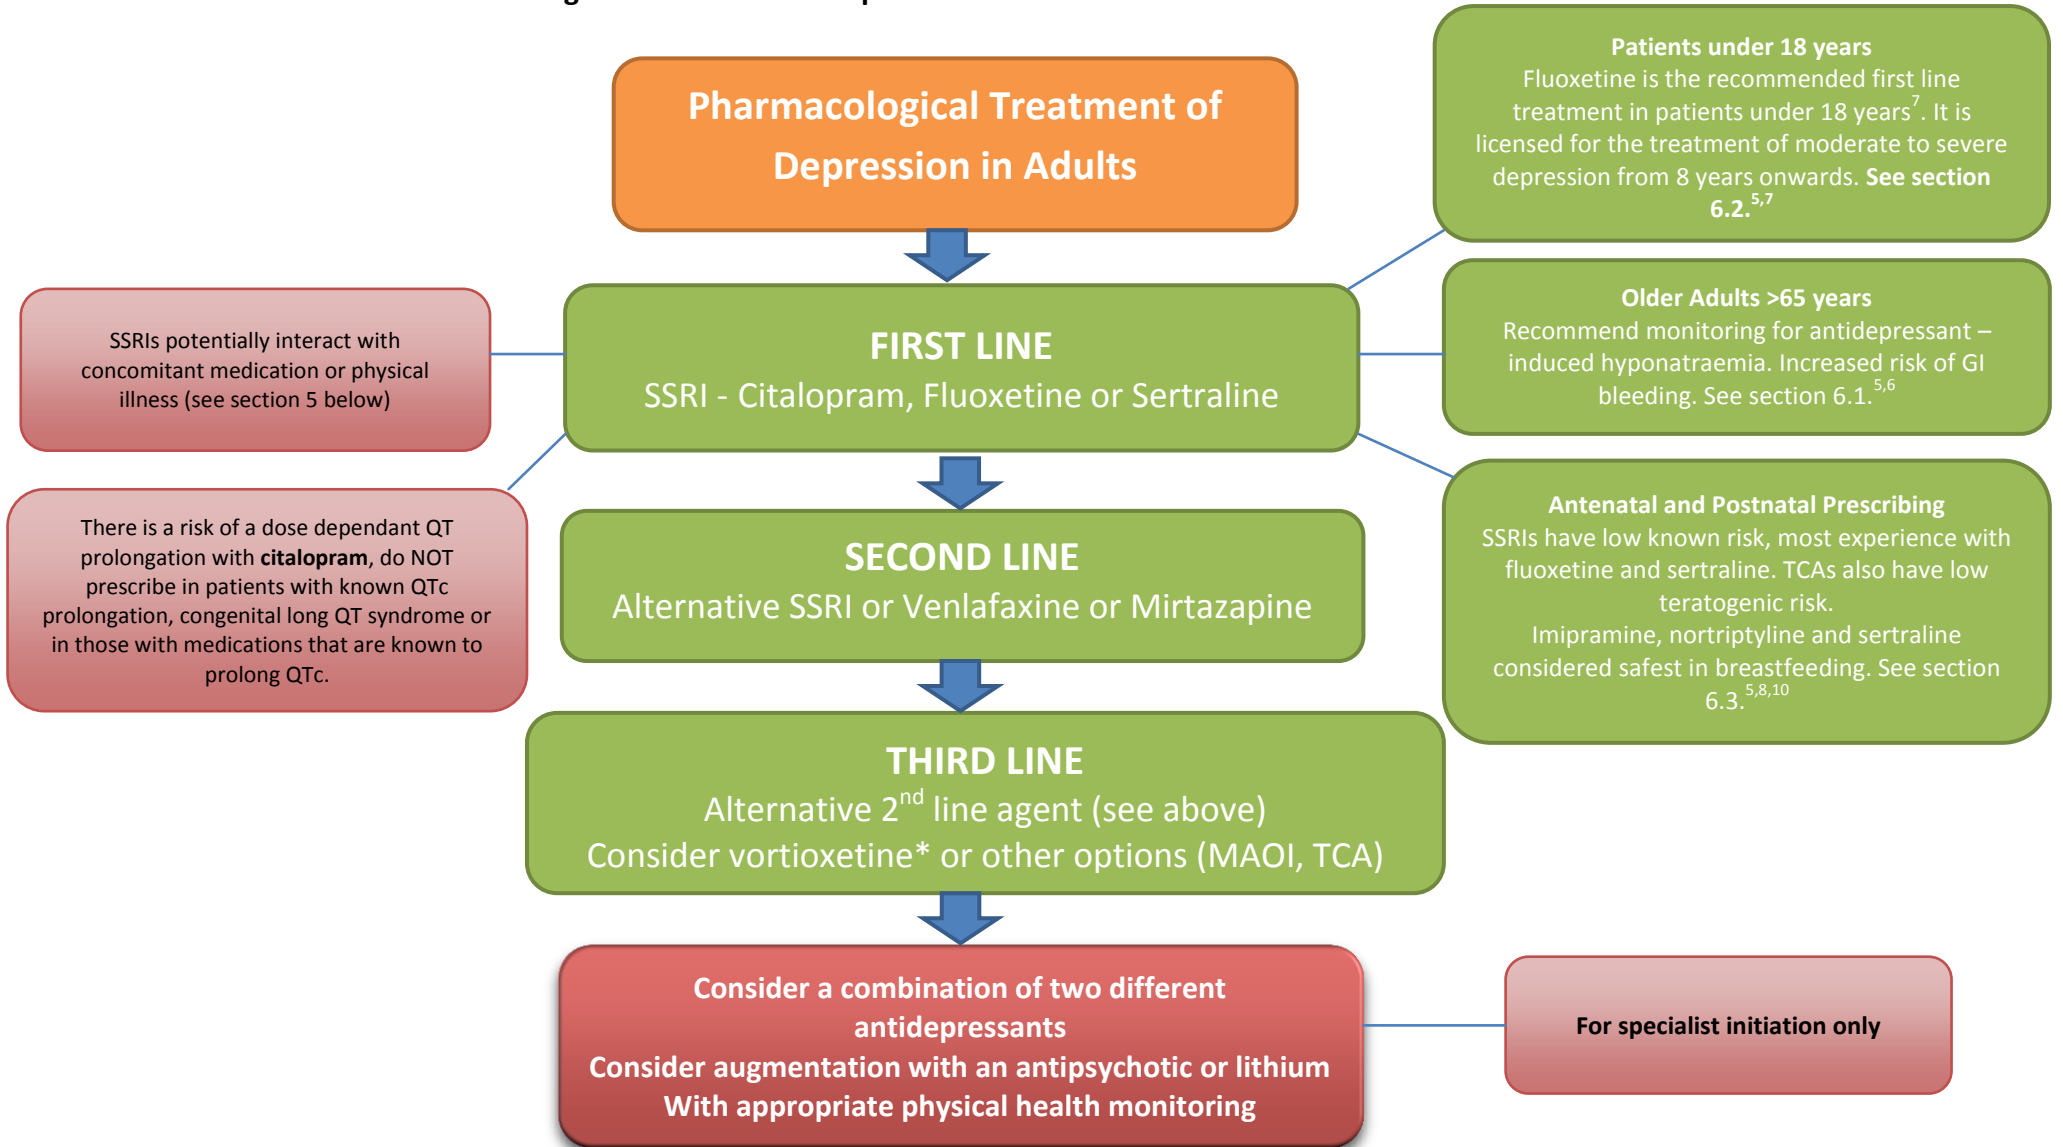 Pharmacological Treatment of
Depression in Adults
Patients under 18 years
Fluoxetine is the recommended first line
treatment in patients under 18 years7. It is
licensed for the treatment of moderate to severe
depression from 8 years onwards. See section
6.2.5,7
SSRIs potentially interact with
concomitant medication or physical
illness (see section 5 below)
FIRST LINE
SSRI - Citalopram, Fluoxetine or Sertraline
Older Adults >65 years
Recommend monitoring for antidepressant –
induced hyponatraemia. Increased risk of GI
bleeding. See section 6.1.5,6
There is a risk of a dose dependant QT
prolongation with citalopram, do NOT
prescribe in patients with known QTc
prolongation, congenital long QT syndrome or
in those with medications that are known to
prolong QTc.
SECOND LINE
Alternative SSRI or Venlafaxine or Mirtazapine
Antenatal and Postnatal Prescribing
SSRIs have low known risk, most experience with
fluoxetine and sertraline. TCAs also have low
teratogenic risk.
Imipramine, nortriptyline and sertraline
considered safest in breastfeeding. See section
6.3.5,8,10
THIRD LINE
Alternative 2nd line agent (see above)
Consider vortioxetine* or other options (MAOI, TCA)
Consider a combination of two different
antidepressants
Consider augmentation with an antipsychotic or lithium
With appropriate physical health monitoring
For specialist initiation only